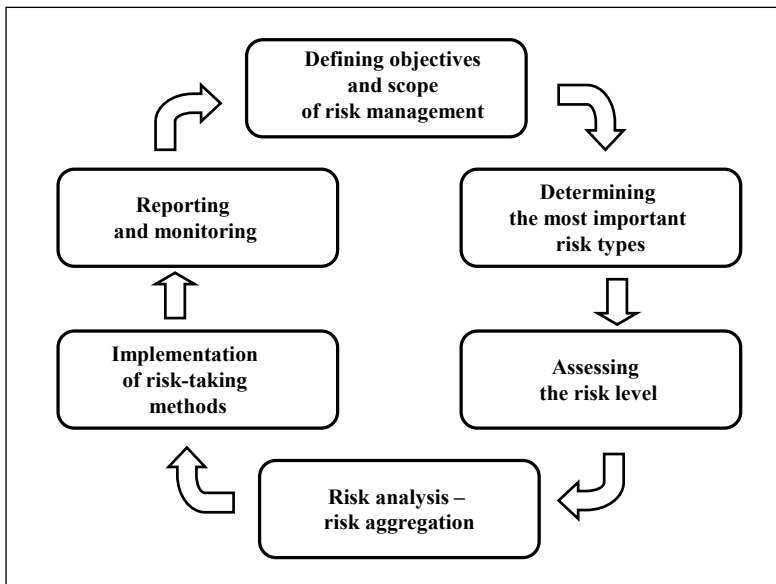 Defining objectives
and scope
of risk management
Determining
the most important
risk types
Assessing
the risk level
Risk analysis –
risk aggregation
Implementation
of risk-taking
methods
Reporting
and monitoring